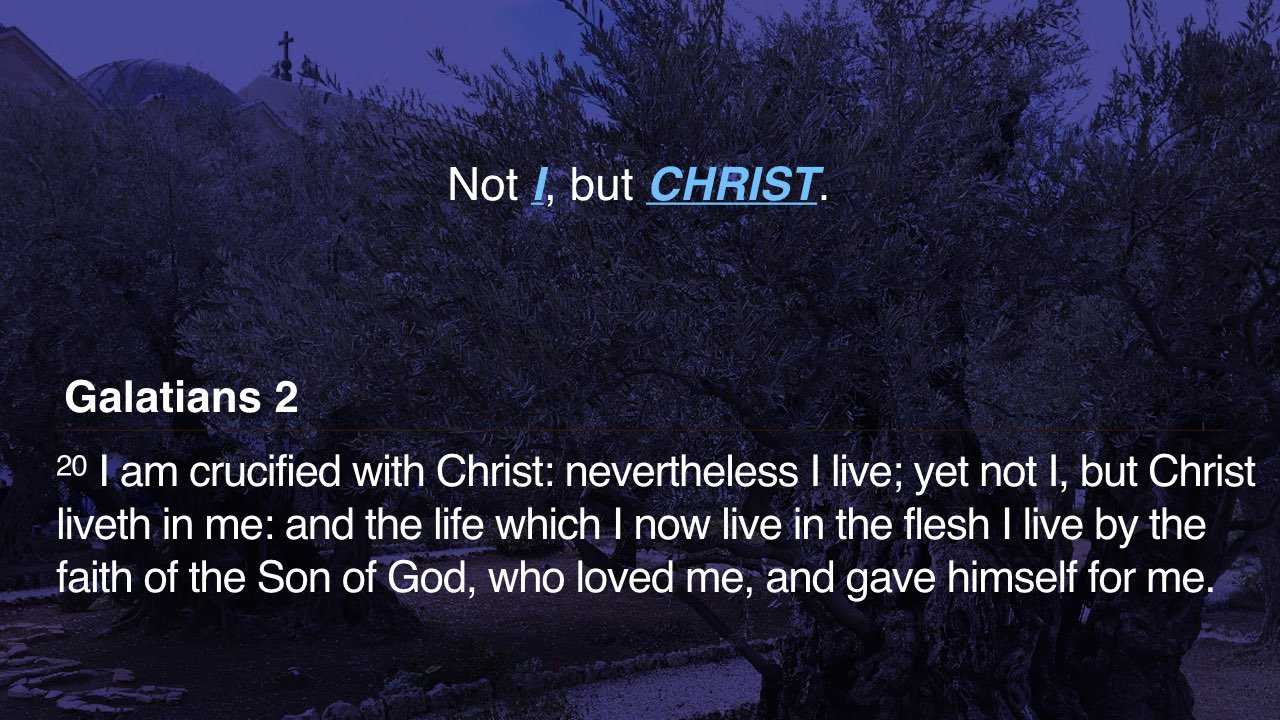 Not I, but CHRIST.
Galatians 2
20 I am crucified with Christ: nevertheless I live; yet not I, but Christ
liveth in me: and the life which I now live in the flesh I live by the
faith of the Son of God, who loved me, and gave himself for me.